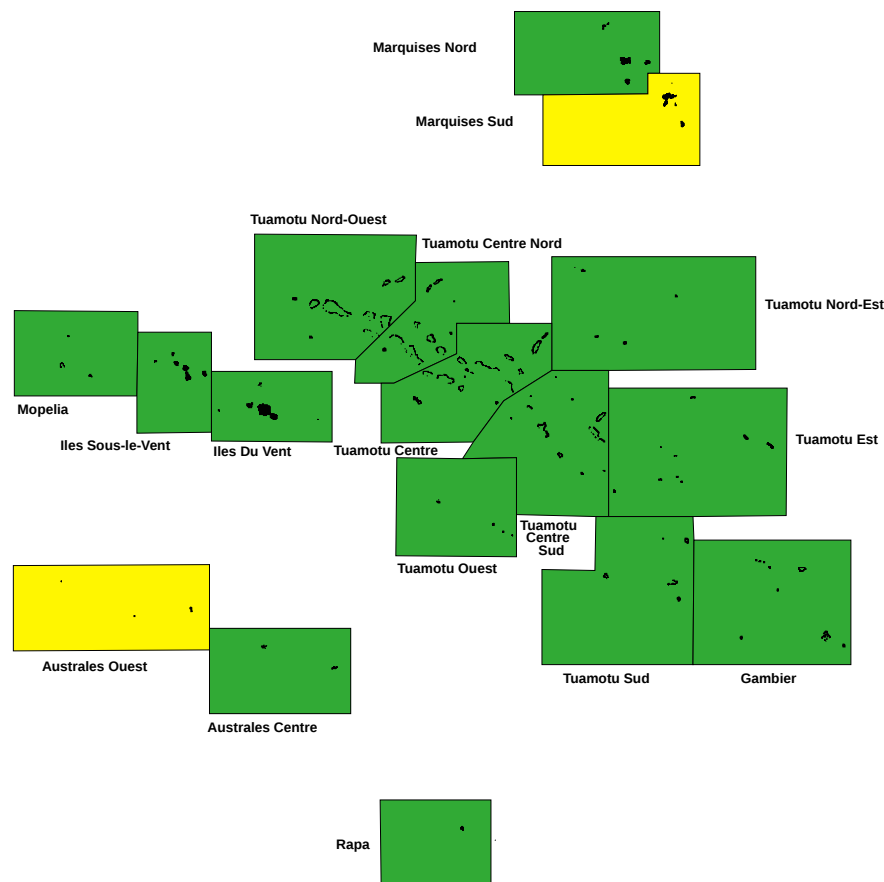 Marquises Nord
Marquises Sud
Tuamotu Nord-Ouest
Tuamotu Centre Nord
Tuamotu Nord-Est
Mopelia
Iles Sous-le-Vent
Iles Du Vent
Tuamotu Centre
Tuamotu Est
Tuamotu
Centre
Sud
Tuamotu Ouest
Australes Ouest
Tuamotu Sud
Gambier
Australes Centre
Rapa